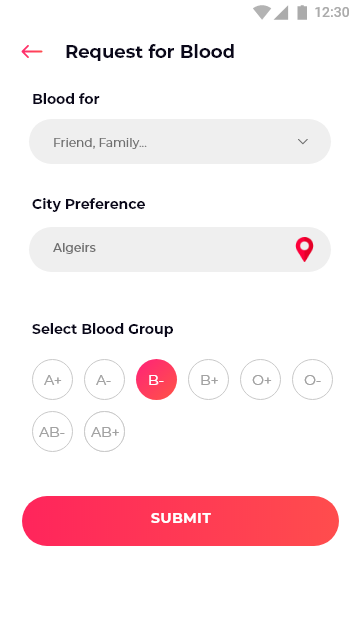 12:30
Request for Blood
Blood for
Friend, Family...
City Preference
Algeirs
Select Blood Group
A+ A- B- B+ O+ O-
AB- AB+
SUBMIT